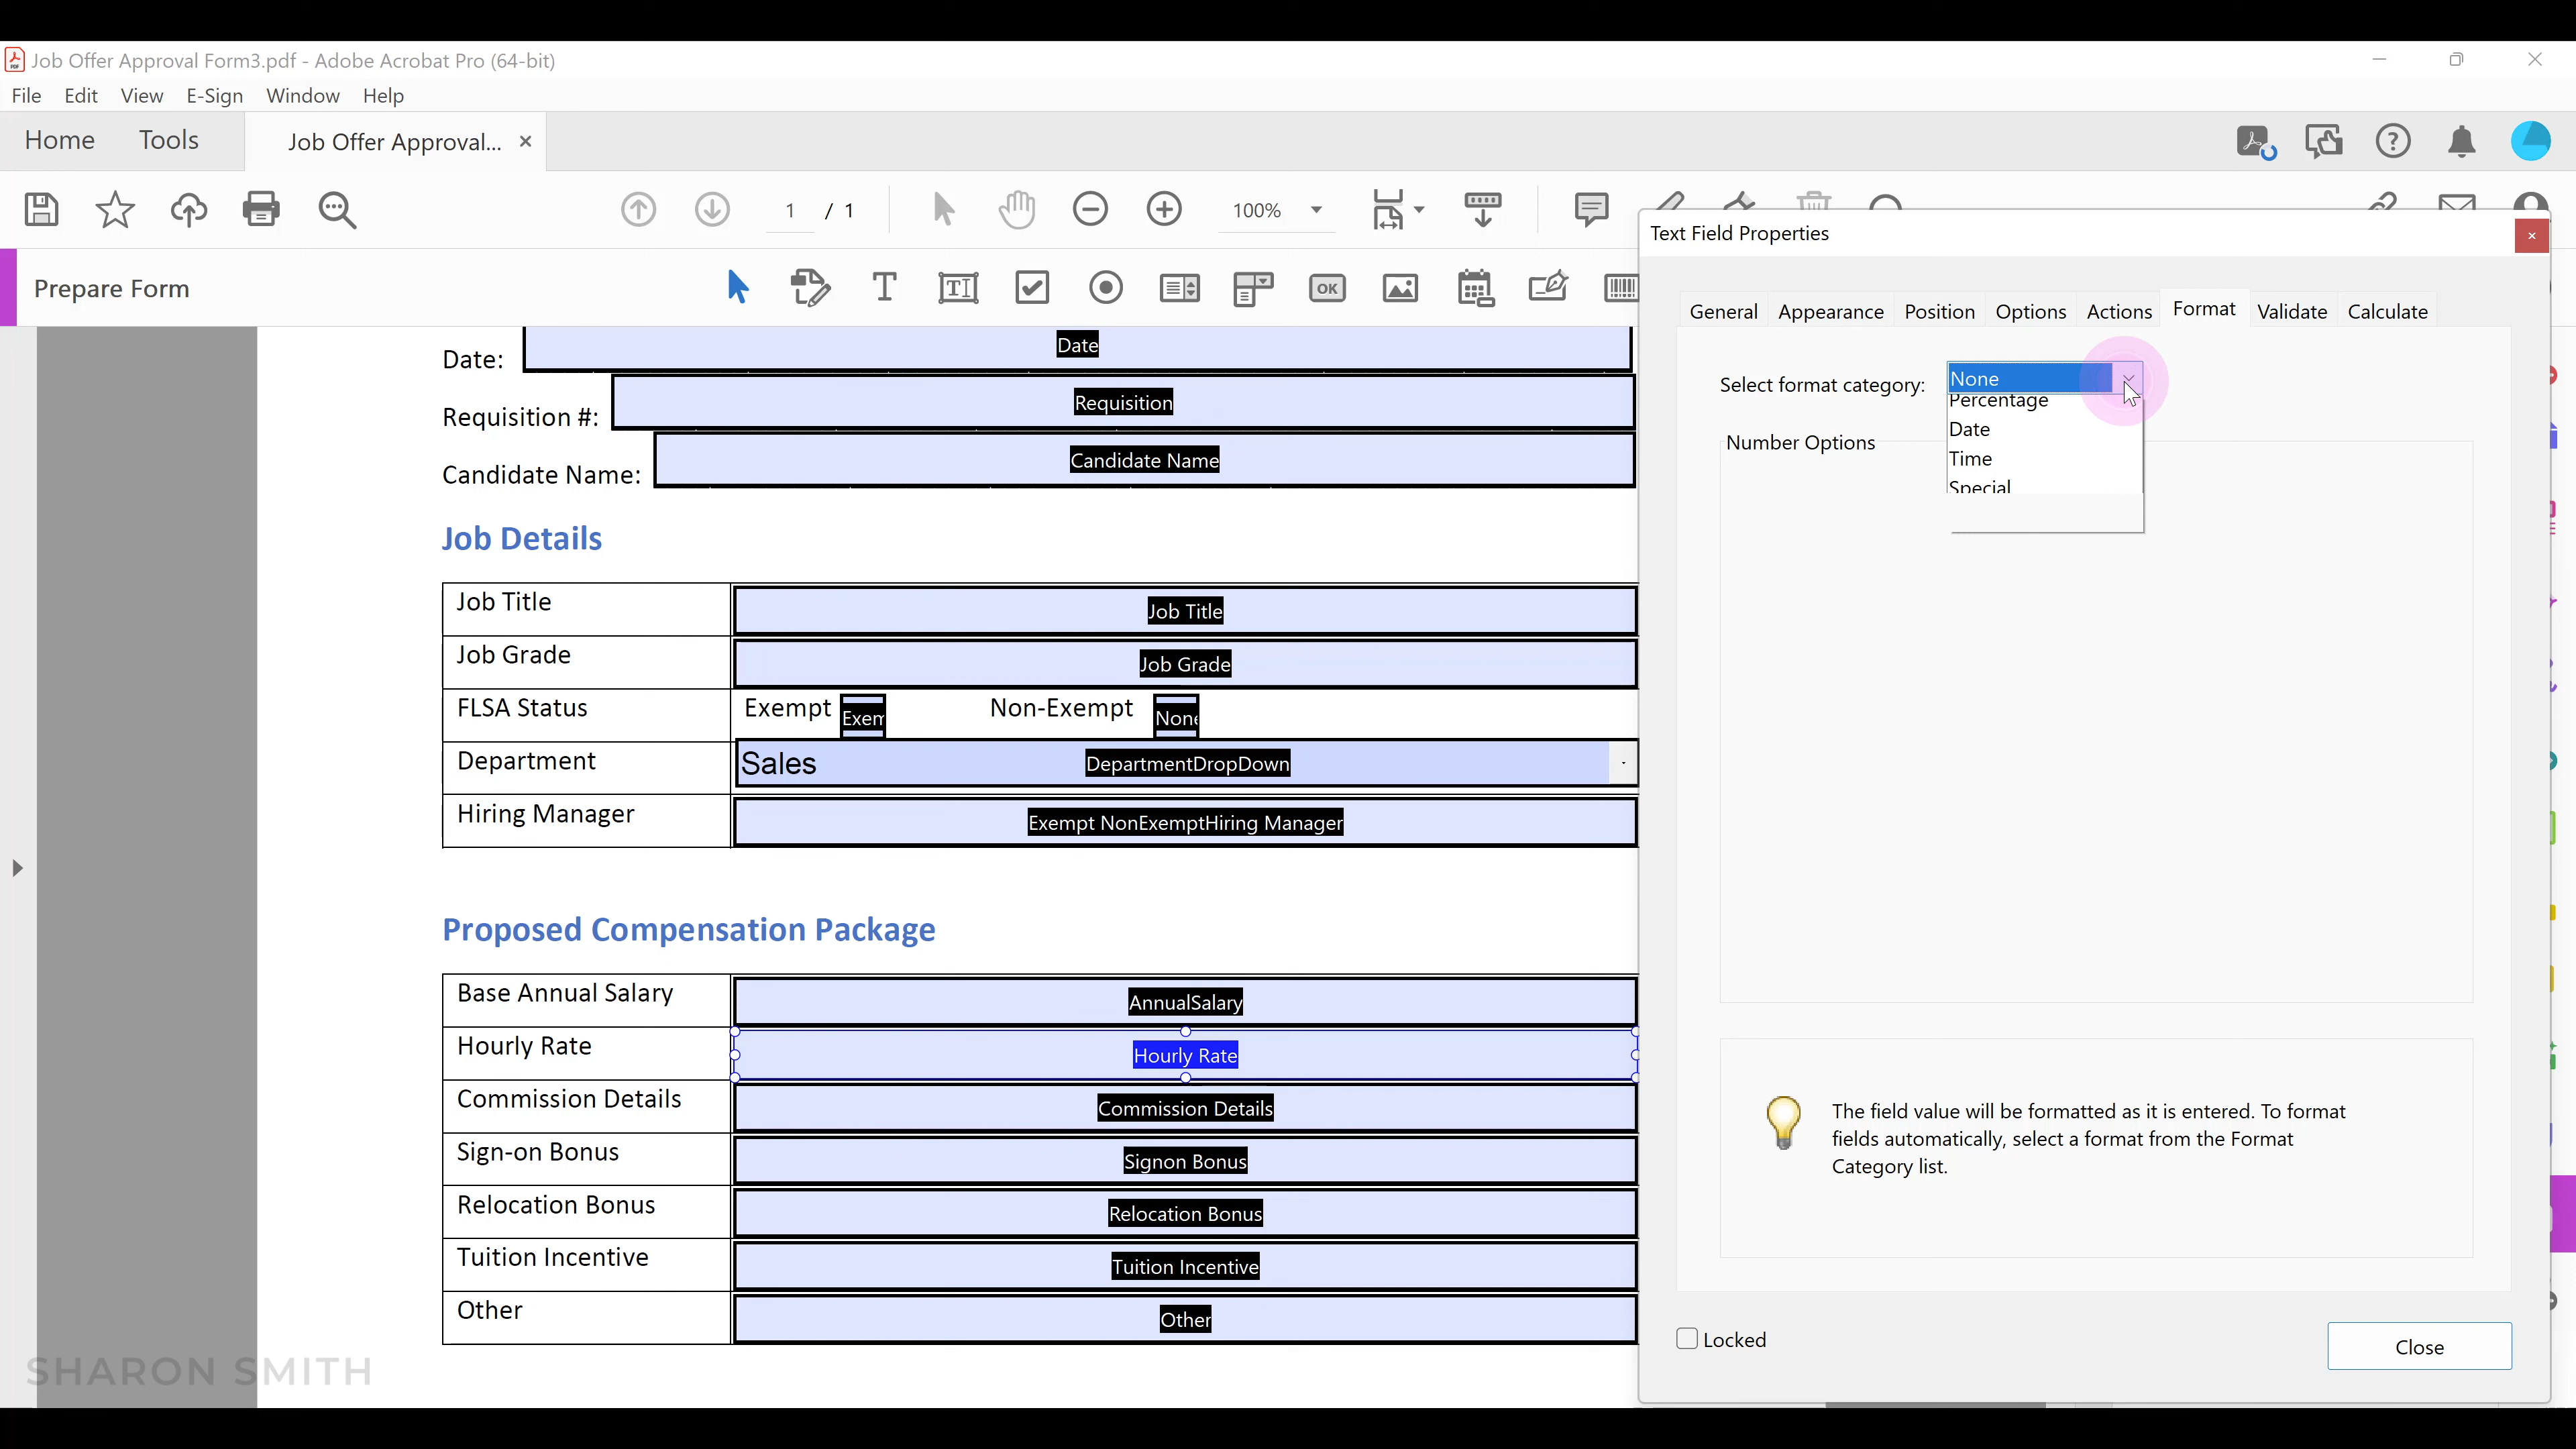 Job Offer Approval Form3.pdf - Adobe Acrobat Pro (64-bit)
File Edit View E-Sign Window Help
Home Tools Job Offer Approval...
1 / 1 100%
Prepare Form
OK
Date: Date
Requisition #: Requisition
Candidate Name: Candidate Name
Job Details
Job Title Job Title
Job Grade Job Grade
FLSA Status Exempt Exem Non-Exempt None
Department Sales DepartmentDropDown
Hiring Manager Exempt NonExemptHiring Manager
Proposed Compensation Package
Base Annual Salary AnnualSalary
Hourly Rate Hourly Rate
Commission Details Commission Details
Sign-on Bonus Signon Bonus
Relocation Bonus Relocation Bonus
Tuition Incentive Tuition Incentive
Other Other
Text Field Properties
General Appearance Position Options Actions Format Validate Calculate
Select format category: None
Percentage
Date
Time
Special
Number Options
The field value will be formatted as it is entered. To format
fields automatically, select a format from the Format
Category list.
Locked
Close
SHARON SMITH